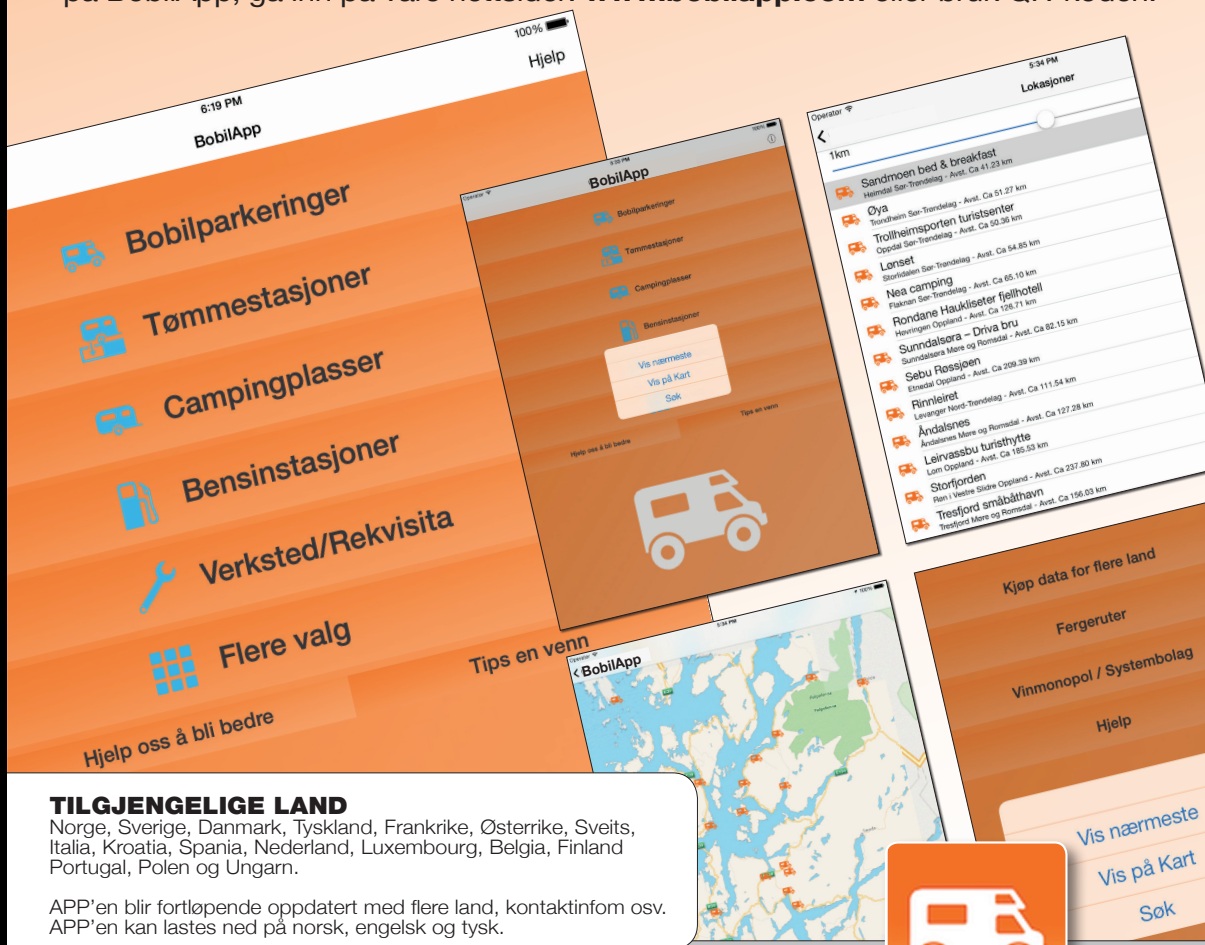 på BobilApp, gå inn på våre nettsider: www.bobilapp.com eller bruk QR-koden.
100%
Hjelp
6:19 PM
BobilApp
Bobilparkeringer
Tømmestasjoner
Campingplasser
Bensinstasjoner
Verksted/Rekvisita
Flere valg
Tips en venn
Hjelp oss å bli bedre
Operatør
100%
BobilApp
Bobilparkeringer
Tømmestasjoner
Campingplasser
Bensinstasjoner
Vis nærmeste
Vis på Kart
Søk
Tips en venn
Hjelp oss å bli bedre
Operatør
5:34 PM
Lokasjoner
1km
Sandmoen bed & breakfast
Heimdal Sør-Trøndelag - Avst. Ca 41.23 km
Øya
Trondheim Sør-Trøndelag - Avst. Ca 51.27 km
Trollheimsporten turistsenter
Oppdal Sør-Trøndelag - Avst. Ca 50.36 km
Lønset
Storlidalen Sør-Trøndelag - Avst. Ca 54.85 km
Nea camping
Flaknan Sør-Trøndelag - Avst. Ca 65.10 km
Rondane Haukliseter fjellhotell
Høvringen Oppland - Avst. Ca 126.71 km
Sunndalsøra – Driva bru
Sunndalsøra Møre og Romsdal - Avst. Ca 82.15 km
Sebu Røssjøen
Etnedal Oppland - Avst. Ca 209.39 km
Rinnleiret
Levanger Nord-Trøndelag - Avst. Ca 111.54 km
Åndalsnes
Åndalsnes Møre og Romsdal - Avst. Ca 127.28 km
Leirvassbu turisthytte
Lom Oppland - Avst. Ca 185.53 km
Storfjorden
Røn i Vestre Slidre Oppland - Avst. Ca 237.80 km
Tresfjord småbåthavn
Tresfjord Møre og Romsdal - Avst. Ca 156.03 km
Operatør
5:34 PM
100%
BobilApp
Kjøp data for flere land
Fergeruter
Vinmonopol / Systembolag
Hjelp
Vis nærmeste
Vis på Kart
Søk
TILGJENGELIGE LAND
Norge, Sverige, Danmark, Tyskland, Frankrike, Østerrike, Sveits,
Italia, Kroatia, Spania, Nederland, Luxembourg, Belgia, Finland
Portugal, Polen og Ungarn.
APP'en blir fortløpende oppdatert med flere land, kontaktinfom osv.
APP'en kan lastes ned på norsk, engelsk og tysk.